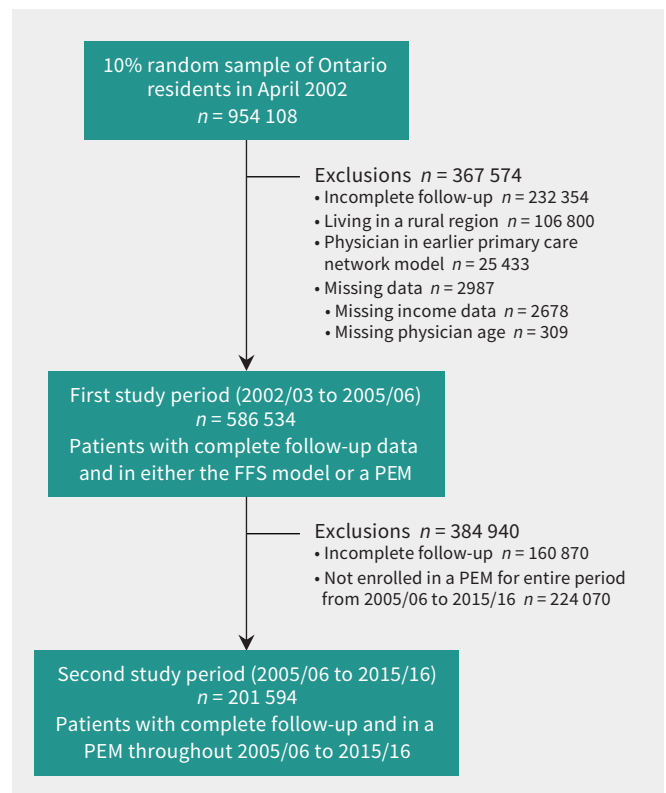 10% random sample of Ontario
residents in April 2002
n = 954 108
Exclusions n = 367 574
• Incomplete follow-up n = 232 354
• Living in a rural region n = 106 800
• Physician in earlier primary care
network model n = 25 433
• Missing data n = 2987
• Missing income data n = 2678
• Missing physician age n = 309
First study period (2002/03 to 2005/06)
n = 586 534
Patients with complete follow-up data
and in either the FFS model or a PEM
Exclusions n = 384 940
• Incomplete follow-up n = 160 870
• Not enrolled in a PEM for entire period
from 2005/06 to 2015/16 n = 224 070
Second study period (2005/06 to 2015/16)
n = 201 594
Patients with complete follow-up and in a
PEM throughout 2005/06 to 2015/16